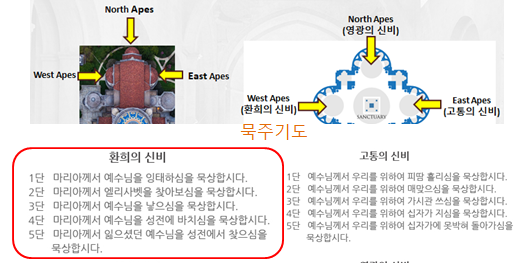 North Apes
North Apes
(영광의 신비)
West Apes
East Apes
West Apes
(환희의 신비)
East Apes
(고통의 신비)
SANCTUARY
묵주기도
환희의 신비
1단 마리아께서 예수님을 잉태하심을 묵상합시다.
2단 마리아께서 엘리사벳을 찾아보심을 묵상합시다.
3단 마리아께서 예수님을 낳으심을 묵상합시다.
4단 마리아께서 예수님을 성전에 바치심을 묵상합시다.
5단 마리아께서 잃으셨던 예수님을 성전에서 찾으심을
묵상합시다.
고통의 신비
1단 예수님께서 우리를 위하여 피땀 흘리심을 묵상합시다.
2단 예수님께서 우리를 위하여 매맞으심을 묵상합시다.
3단 예수님께서 우리를 위하여 가시관 쓰심을 묵상합시다.
4단 예수님께서 우리를 위하여 십자가 지심을 묵상합시다.
5단 예수님께서 우리를 위하여 십자가에 못박혀 돌아가심을
묵상합시다.